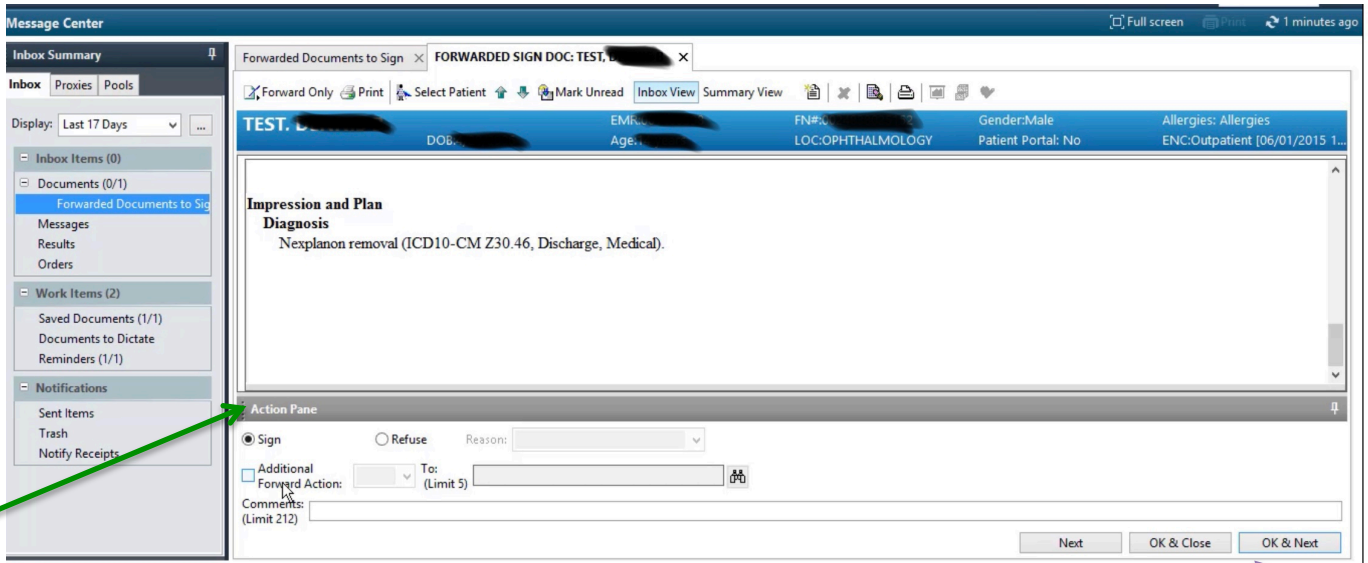 Message Center
Full screen Print 1 minutes ago
Inbox Summary
Inbox Proxies Pools
Display: Last 17 Days ...
Inbox Items (0)
Documents (0/1)
Forwarded Documents to Sig
Messages
Results
Orders
Work Items (2)
Saved Documents (1/1)
Documents to Dictate
Reminders (1/1)
Notifications
Sent Items
Trash
Notify Receipts
Forwarded Documents to Sign × FORWARDED SIGN DOC: TEST, ×
Forward Only Print Select Patient Mark Unread Inbox View Summary View
TEST. EMR FN#: Gender:Male Allergies: Allergies
DOB: Age: LOC:OPHTHALMOLOGY Patient Portal: No ENC:Outpatient [06/01/2015 1...
Impression and Plan
Diagnosis
Nexplanon removal (ICD10-CM Z30.46, Discharge, Medical).
Action Pane
Sign Refuse Reason:
Additional
Forward Action:
To:
(Limit 5)
Comments:
(Limit 212)
Next OK & Close OK & Next